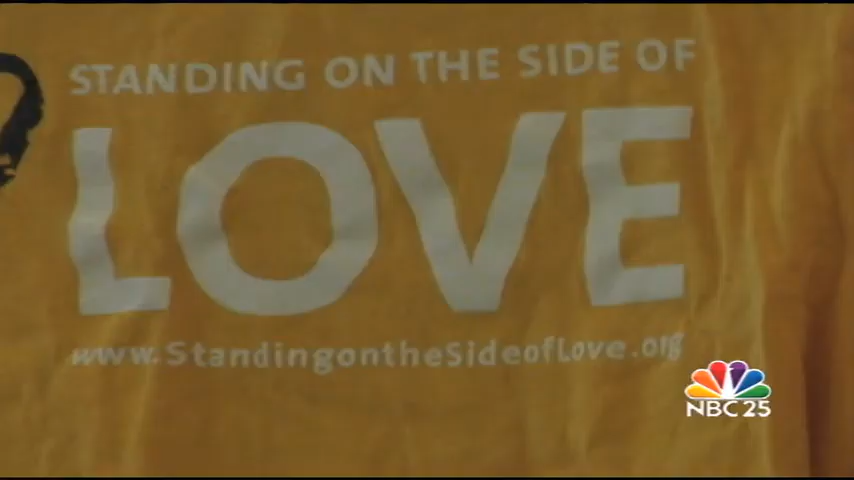 STANDING ON THE SIDE OF
LOVE
www.StandingontheSideofLove.org
NBC 25